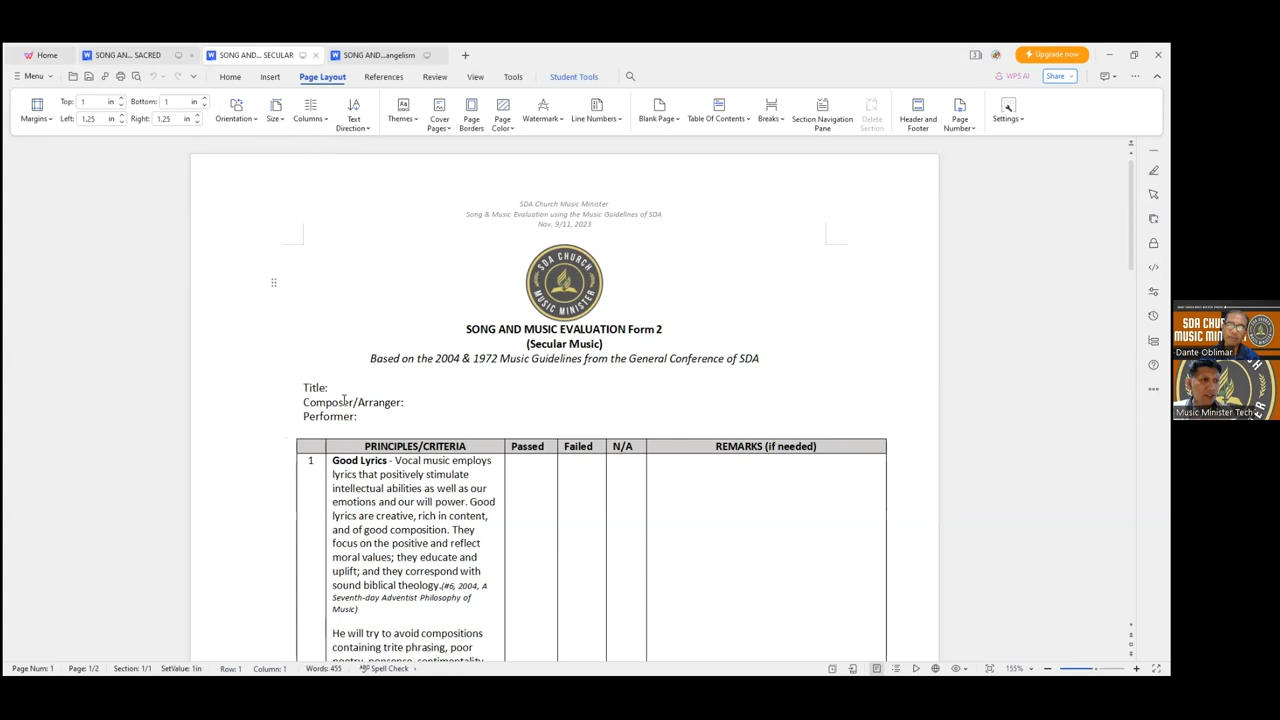 Home
SONG AN... SACRED
SONG AND... SECULAR
SONG AND...angelism
Upgrade now
Menu
Home
Insert
Page Layout
References
Review
View
Tools
Student Tools
WPS AI
Share
Margins
Top: 1 in
Bottom: 1 in
Left: 1.25 in
Right: 1.25 in
Orientation
Size
Columns
Text Direction
Themes
Cover Pages
Page Borders
Page Color
Watermark
Line Numbers
Blank Page
Table Of Contents
Breaks
Section Navigation Pane
Delete Section
Header and Footer
Page Number
Settings
SDA Church Music Minister
Song & Music Evaluation using the Music Guidelines of SDA
Nov. 9/11, 2023
SDA CHURCH
MUSIC MINISTER
SONG AND MUSIC EVALUATION Form 2
(Secular Music)
Based on the 2004 & 1972 Music Guidelines from the General Conference of SDA
Title:
Composer/Arranger:
Performer:
PRINCIPLES/CRITERIA Passed Failed N/A REMARKS (if needed)
1 Good Lyrics - Vocal music employs
lyrics that positively stimulate
intellectual abilities as well as our
emotions and our will power. Good
lyrics are creative, rich in content,
and of good composition. They
focus on the positive and reflect
moral values; they educate and
uplift; and they correspond with
sound biblical theology.(#6, 2004, A
Seventh-day Adventist Philosophy of
Music)
He will try to avoid compositions
containing trite phrasing, poor
poetry, nonsense, sentimentality,
Dante Oblimar
Music Minister Tech
Page Num: 1
Page: 1/2
Section: 1/1
SetValue: 1in
Row: 1
Column: 1
Words: 455
Spell Check
155%